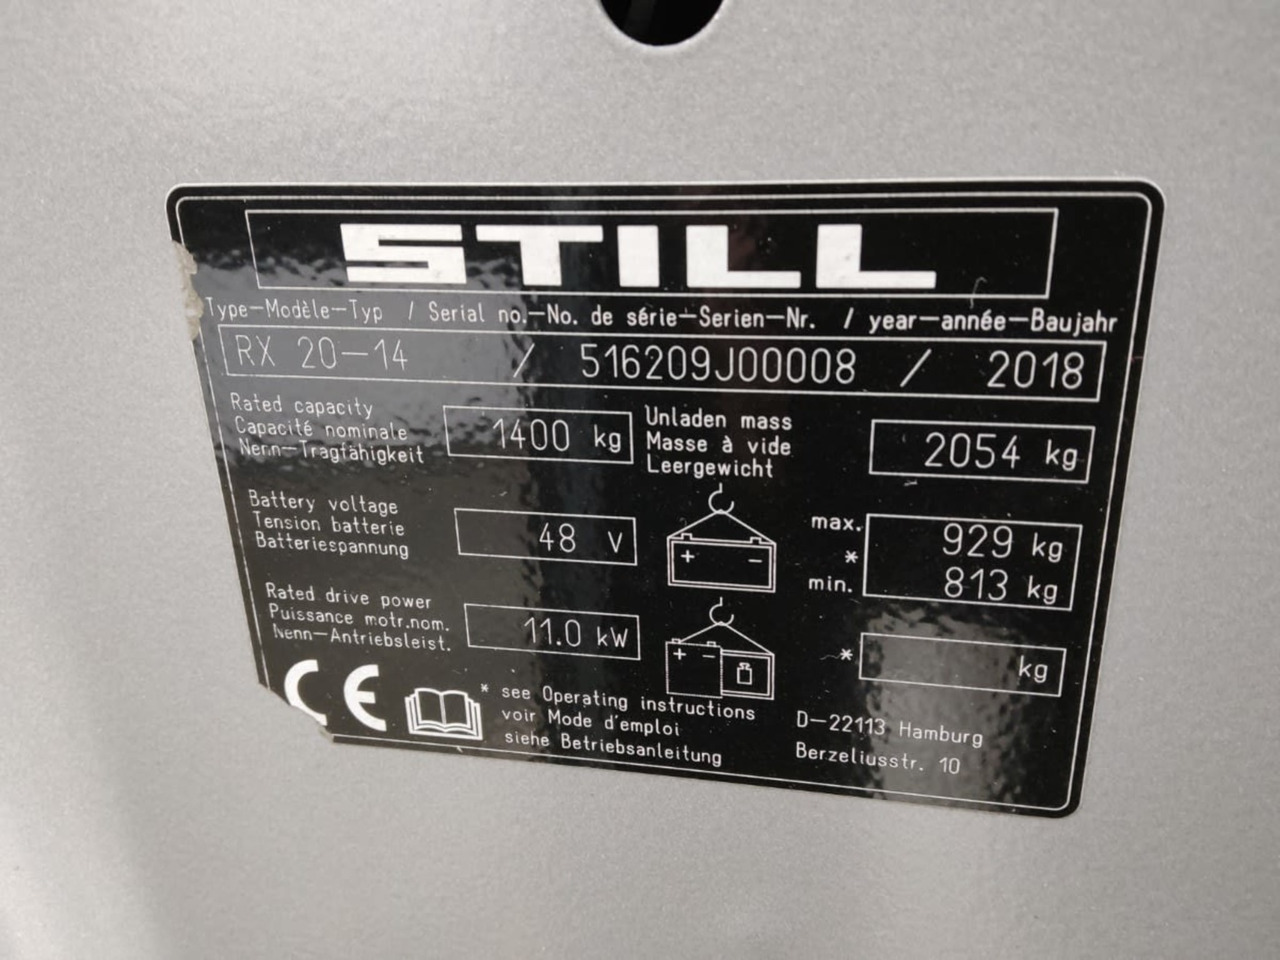 STILL
Type-Modèle-Typ / Serial no.-No. de série-Serien-Nr. / year-année-Baujahr
RX 20-14 / 516209J00008 / 2018
Rated capacity
Capacité nominale
Nenn-Tragfähigkeit
1400 kg
Unladen mass
Masse à vide
Leergewicht
2054 kg
Battery voltage
Tension batterie
Batteriespannung
48 V
+ -
max.
*
min.
929 kg
813 kg
Rated drive power
Puissance motr.nom.
Nenn-Antriebsleist.
11.0 kW
+ -
* kg
CE
* see Operating instructions
voir Mode d'emploi
siehe Betriebsanleitung
D-22113 Hamburg
Berzeliusstr. 10